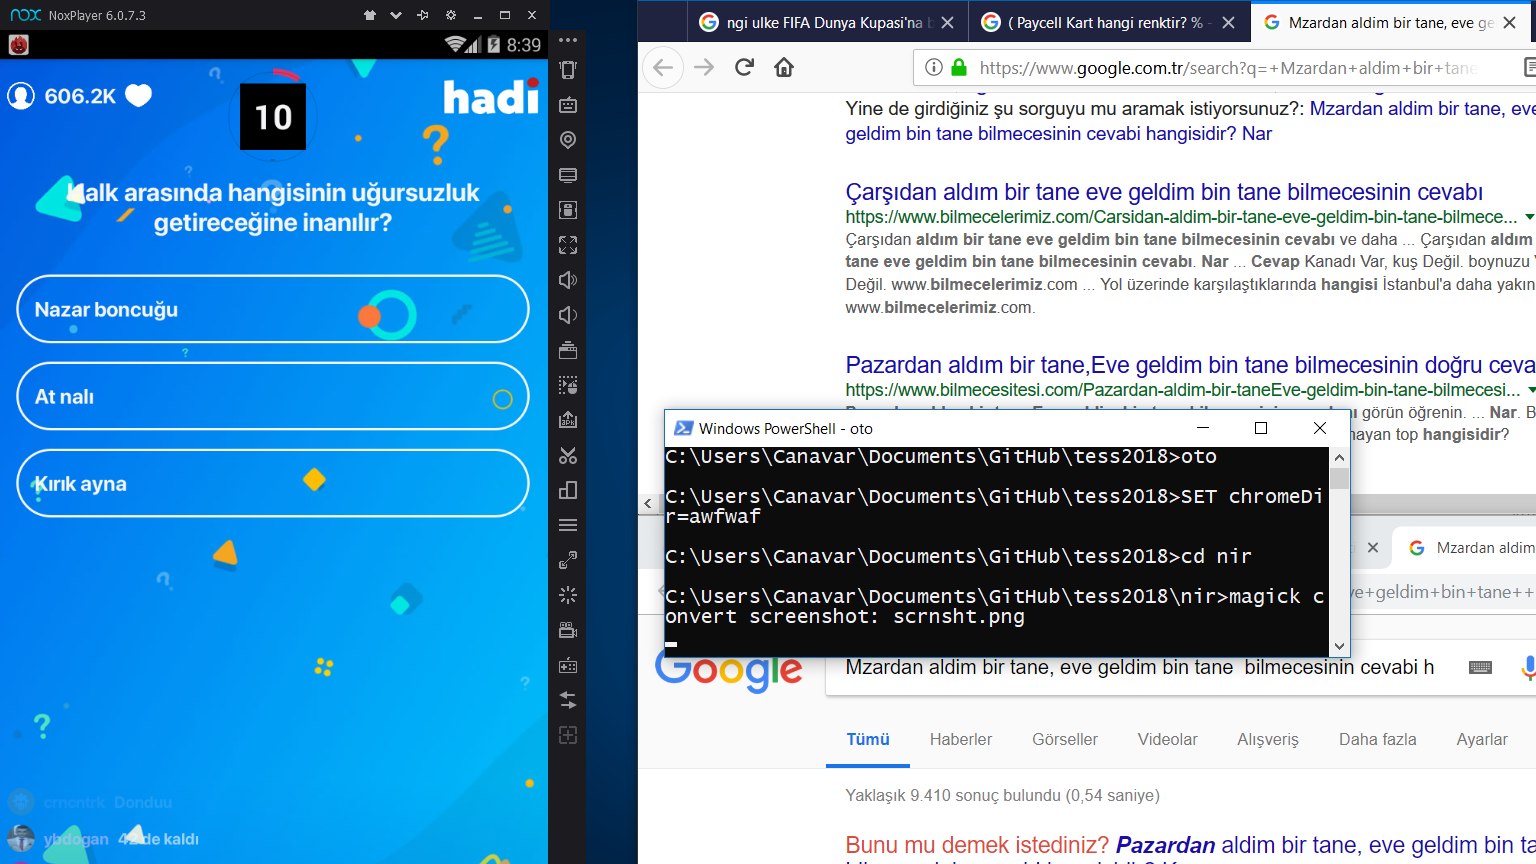 nox NoxPlayer 6.0.7.3
8:39
606.2K
hadi
10
Halk arasında hangisinin uğursuzluk
getireceğine inanılır?
Nazar boncuğu
At nalı
Kırık ayna
crncntrk Donduu
ybdogan 42 de kaldı
ngi ulke FIFA Dunya Kupasi'na b
( Paycell Kart hangi renktir? % -
Mzardan aldim bir tane, eve ge
https://www.google.com.tr/search?q=+Mzardan+aldim+bir+tane
Yine de girdiğiniz şu sorguyu mu aramak istiyorsunuz?: Mzardan aldim bir tane, eve
geldim bin tane bilmecesinin cevabi hangisidir? Nar
Çarşıdan aldım bir tane eve geldim bin tane bilmecesinin cevabı
https://www.bilmecelerimiz.com/Carsidan-aldim-bir-tane-eve-geldim-bin-tane-bilmece...
Çarşıdan aldım bir tane eve geldim bin tane bilmecesinin cevabı ve daha ... Çarşıdan aldım
tane eve geldim bin tane bilmecesinin cevabı. Nar ... Cevap Kanadı Var, kuş Değil. boynuzu
Değil. www.bilmecelerimiz.com ... Yol üzerinde karşılaştıklarında hangisi İstanbul'a daha yakın
www.bilmecelerimiz.com.
Pazardan aldım bir tane,Eve geldim bin tane bilmecesinin doğru ceva
https://www.bilmecesitesi.com/Pazardan-aldim-bir-taneEve-geldim-bin-tane-bilmecesi...
görün öğrenin. ... Nar. B
mayan top hangisidir?
Windows PowerShell - oto
C:\Users\Canavar\Documents\GitHub\tess2018>oto
C:\Users\Canavar\Documents\GitHub\tess2018>SET chromeDi
r=awfwaf
C:\Users\Canavar\Documents\GitHub\tess2018>cd nir
C:\Users\Canavar\Documents\GitHub\tess2018\nir>magick c
onvert screenshot: scrnsht.png
Mzardan aldim
ve+geldim+bin+tane++
Google
Mzardan aldim bir tane, eve geldim bin tane bilmecesinin cevabi h
Tümü Haberler Görseller Videolar Alışveriş Daha fazla Ayarlar
Yaklaşık 9.410 sonuç bulundu (0,54 saniye)
Bunu mu demek istediniz? Pazardan aldim bir tane, eve geldim bin ta